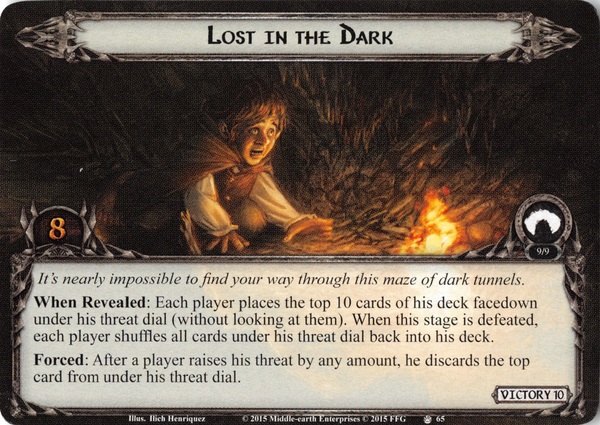 LOST IN THE DARK
8
9/9
It's nearly impossible to find your way through this maze of dark tunnels.
When Revealed: Each player places the top 10 cards of his deck facedown
under his threat dial (without looking at them). When this stage is defeated,
each player shuffles all cards under his threat dial back into his deck.
Forced: After a player raises his threat by any amount, he discards the top
card from under his threat dial.
VICTORY 10
Illus. Ilich Henriquez © 2015 Middle-earth Enterprises © 2015 FFG 65